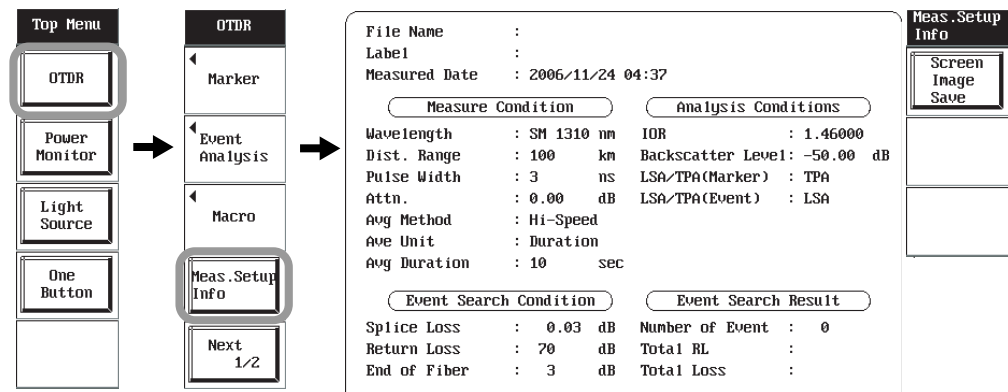 Top Menu
OTDR
Power
Monitor
Light
Source
One
Button
OTDR
Marker
Event
Analysis
Macro
Meas.Setup
Info
Next
1/2
File Name :
Label :
Measured Date : 2006/11/24 04:37
Measure Condition
Wavelength : SM 1310 nm
Dist. Range : 100 km
Pulse Width : 3 ns
Attn. : 0.00 dB
Avg Method : Hi-Speed
Ave Unit : Duration
Avg Duration : 10 sec
Analysis Conditions
IOR : 1.46000
Backscatter Level: -50.00 dB
LSA/TPA(Marker) : TPA
LSA/TPA(Event) : LSA
Event Search Condition
Splice Loss : 0.03 dB
Return Loss : 70 dB
End of Fiber : 3 dB
Event Search Result
Number of Event : 0
Total RL :
Total Loss :
Meas.Setup
Info
Screen
Image
Save